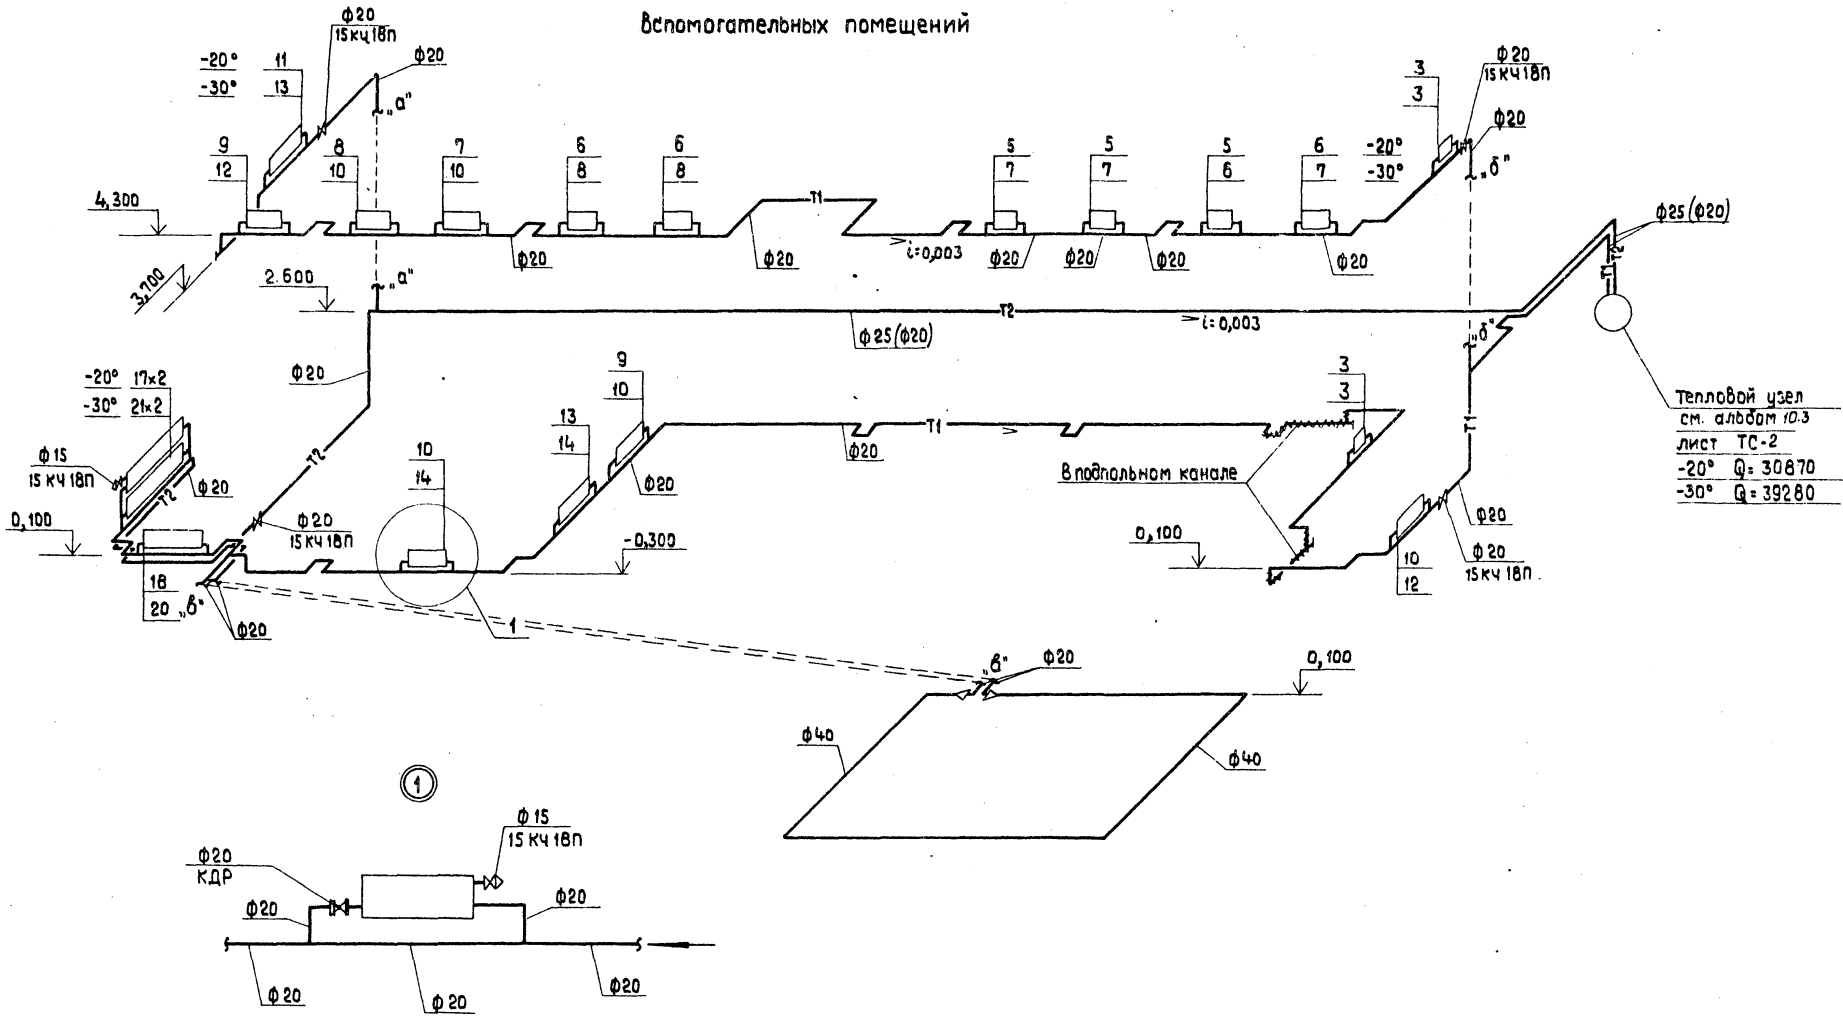 Вспомогательных помещений
ф20
15кч18п
ф20
-20° 11
-30° 13
„а"
9
12
8
10
7
10
6
8
6
8
5
7
5
7
5
6
6
7
-20°
-30°
3
3
ф20
15кч18п
ф20
„б"
4,300
3,700
Т1
ф20
ф20
i=0,003
ф20
ф20
ф20
ф20
ф25(ф20)
Т1
Т2
„а"
2.600
Т2
i=0,003
ф25(ф20)
„б"
ф20
-20° 17х2
-30° 21х2
9
10
13
14
10
14
3
3
Т1
ф20
ф20
Т1
Т2
В подпольном канале
Тепловой узел
см. альбом 10.3
лист ТС-2
-20° Q=30870
-30° Q=39280
ф15
15кч18п
ф20
Т2
0,100
ф20
15кч18п
-0,300
0,100
ф20
ф20
15кч18п.
10
12
18
20
„в"
ф20
1
„в"
ф20
0,100
ф40
ф40
1
ф15
15кч18п
ф20
КДР
ф20
ф20
ф20
ф20
ф20